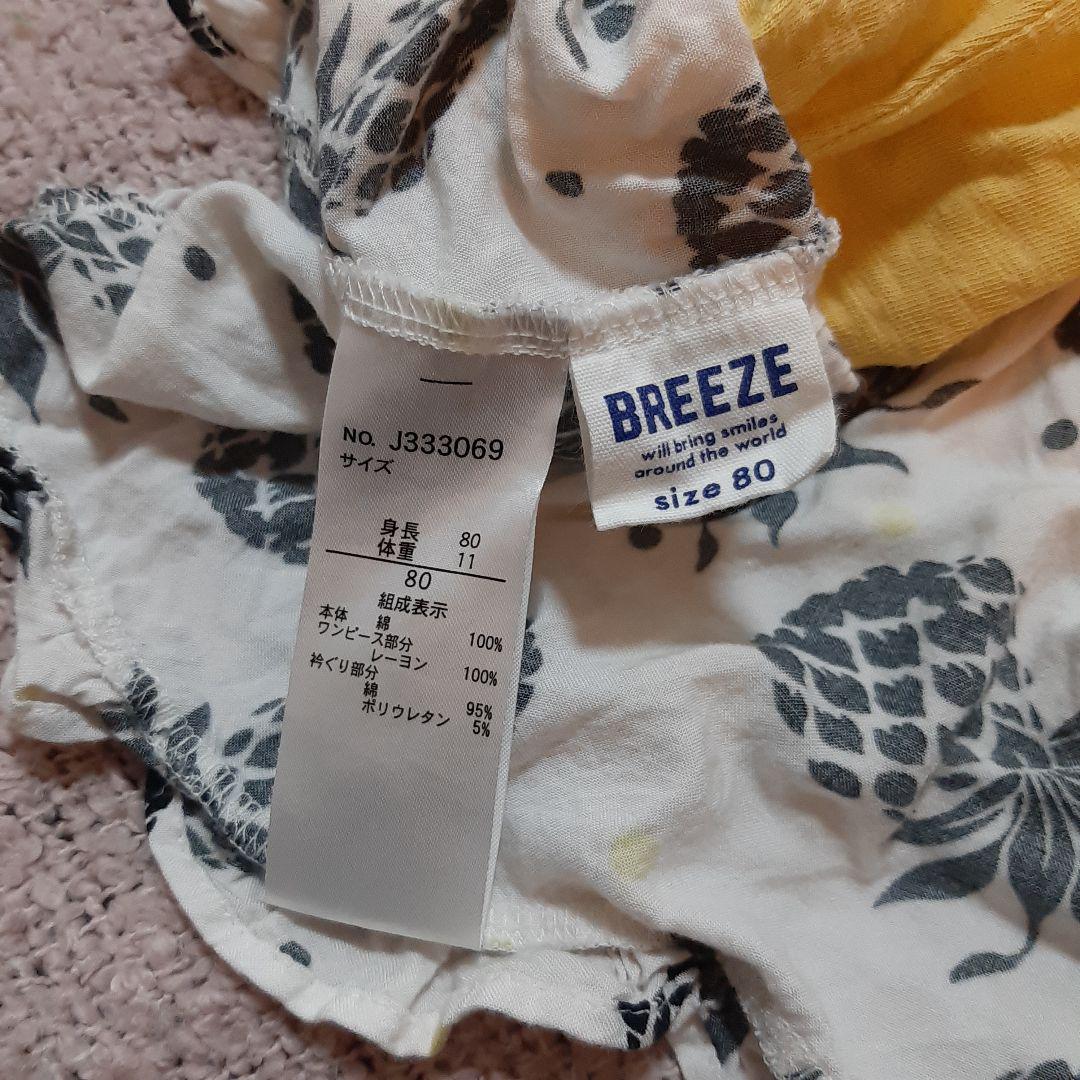 NO. J333069
サイズ
身長 80
体重 11
80
組成表示
本体 綿 100%
ワンピース部分
レーヨン 100%
衿ぐり部分
綿 95%
ポリウレタン 5%
BREEZE
will bring smiles
around the world
size 80